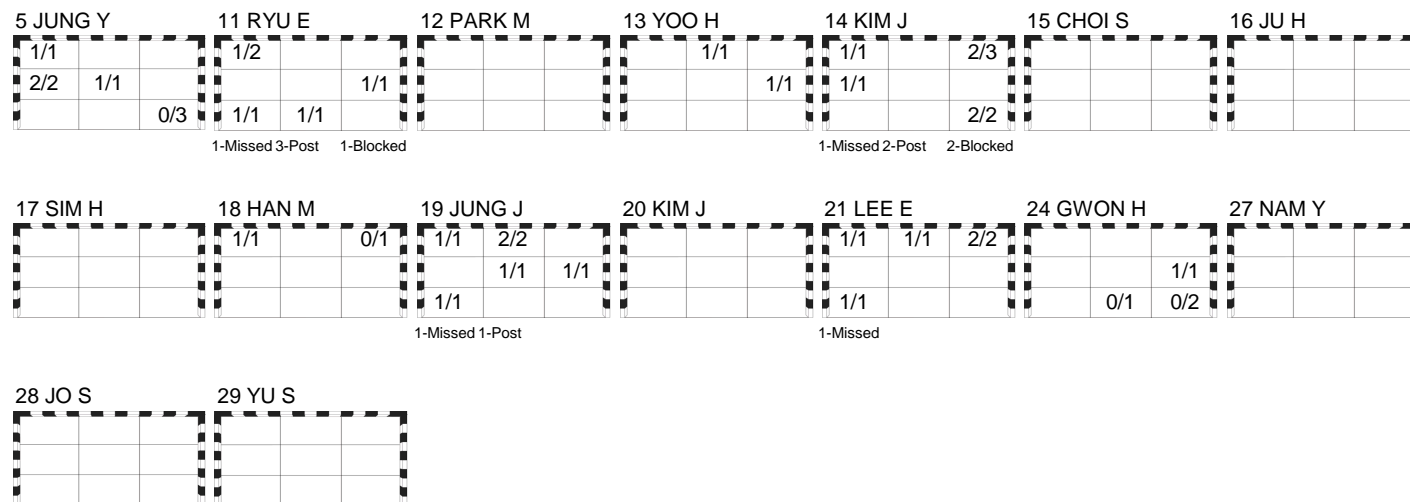 5 JUNG Y 11 RYU E 12 PARK M 13 YOO H 14 KIM J 15 CHOI S 16 JU H
1/1 1/2 1/1 1/1 2/3
2/2 1/1 1/1 1/1 1/1
0/3 1/1 1/1 2/2
1-Missed 3-Post 1-Blocked 1-Missed 2-Post 2-Blocked
17 SIM H 18 HAN M 19 JUNG J 20 KIM J 21 LEE E 24 GWON H 27 NAM Y
1/1 0/1 1/1 2/2 1/1 1/1 2/2
1/1 1/1 1/1
1/1 1/1 0/1 0/2
1-Missed 1-Post 1-Missed
28 JO S 29 YU S